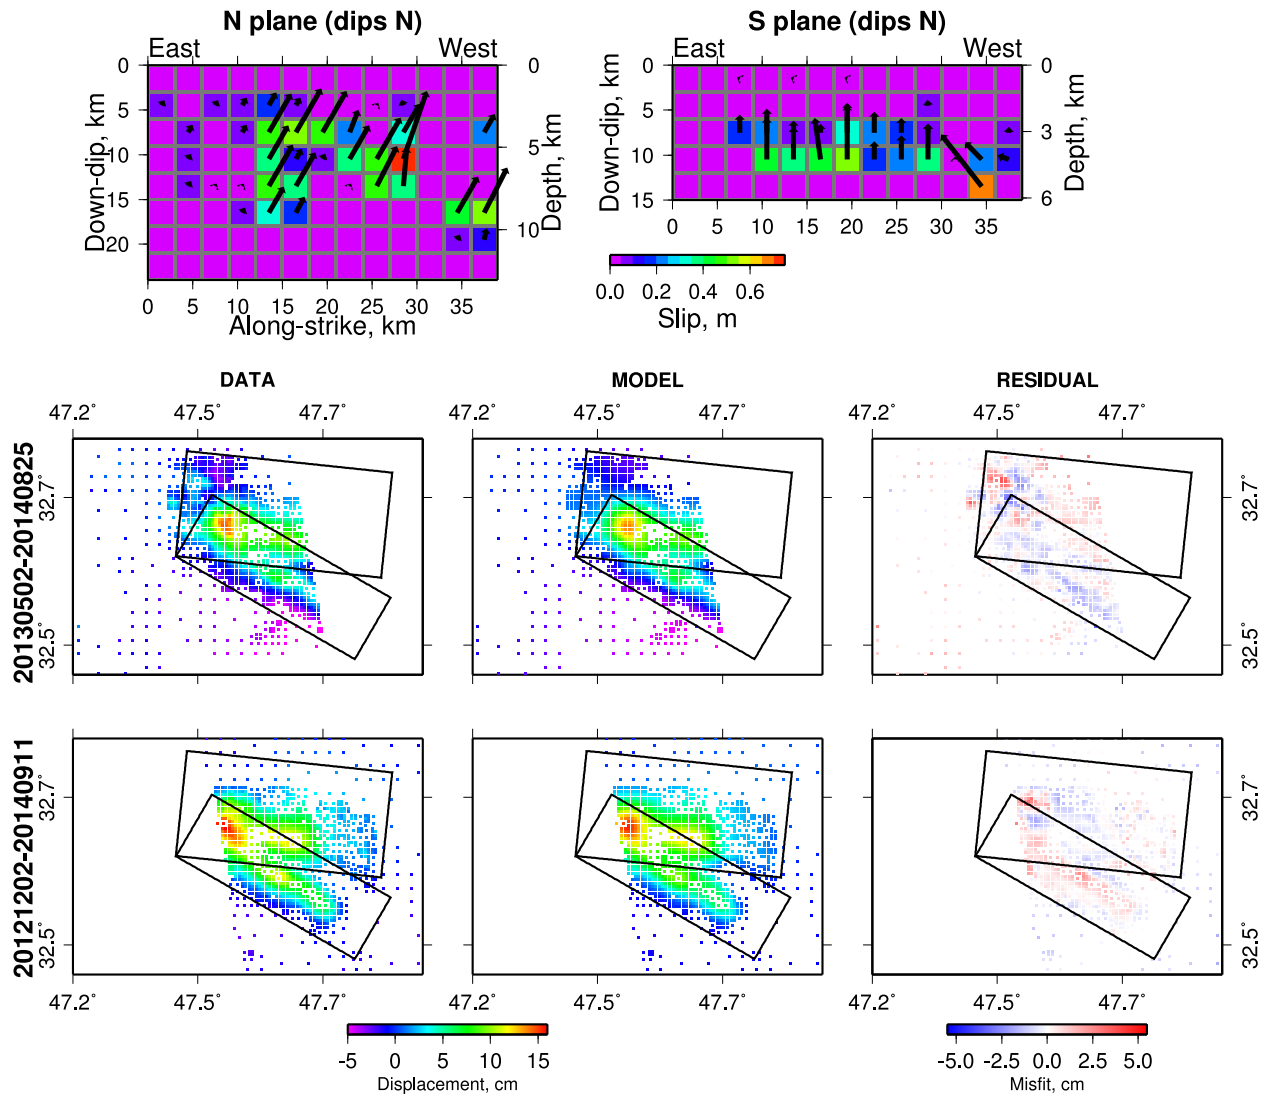 N plane (dips N)
S plane (dips N)
East West
East West
0 5 10 15 20
Down-dip, km
0 5 10
Depth, km
0 5 10 15 20 25 30 35
Along-strike, km
0 5 10 15
Down-dip, km
0 3 6
Depth, km
0 5 10 15 20 25 30 35
0.0 0.2 0.4 0.6
Slip, m
DATA MODEL RESIDUAL
47.2˚ 47.5˚ 47.7˚ 47.2˚ 47.5˚ 47.7˚ 47.2˚ 47.5˚ 47.7˚
20130502-20140825
32.7˚
32.5˚
32.7˚
32.5˚
20121202-20140911
32.7˚
32.5˚
32.7˚
32.5˚
47.2˚ 47.5˚ 47.7˚ 47.2˚ 47.5˚ 47.7˚ 47.2˚ 47.5˚ 47.7˚
-5 0 5 10 15
Displacement, cm
-5.0 -2.5 0.0 2.5 5.0
Misfit, cm